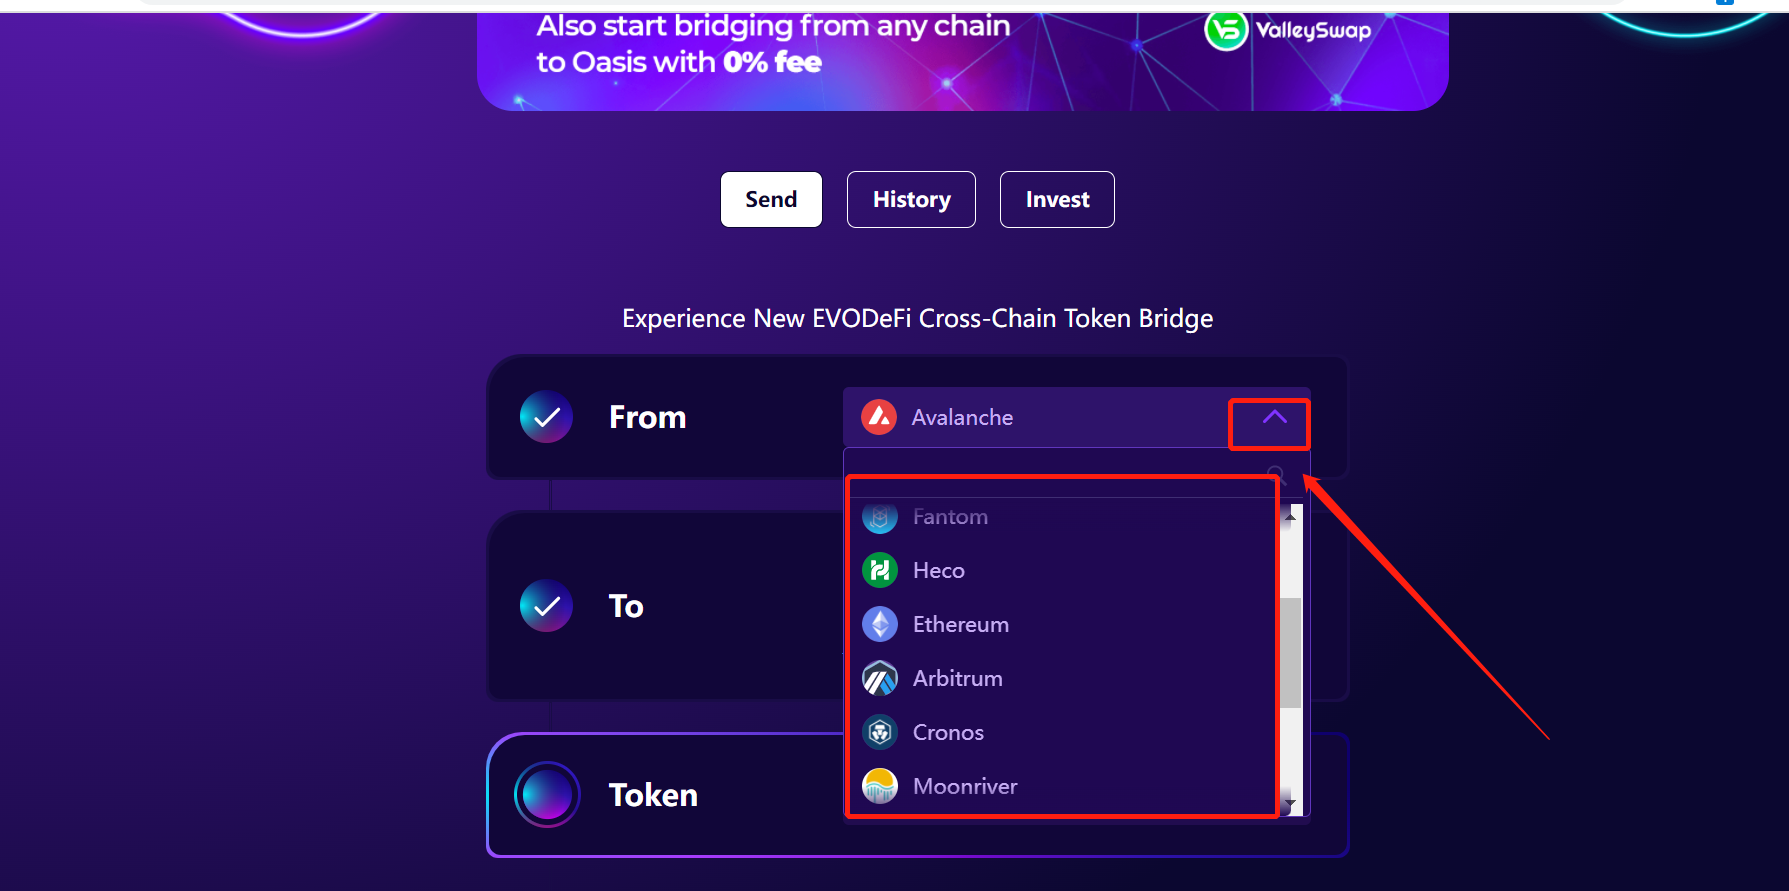 Also start bridging from any chain
to Oasis with 0% fee
VS ValleySwap
Send
History
Invest
Experience New EVODeFi Cross-Chain Token Bridge
From
Avalanche
Fantom
Heco
Ethereum
Arbitrum
Cronos
Moonriver
To
Token